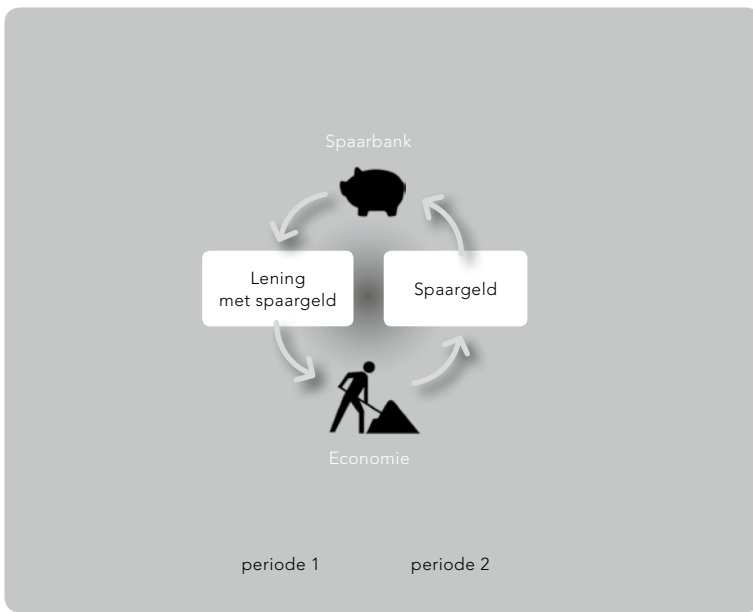 Spaarbank
Lening
met spaargeld
Spaargeld
Economie
periode 1
periode 2